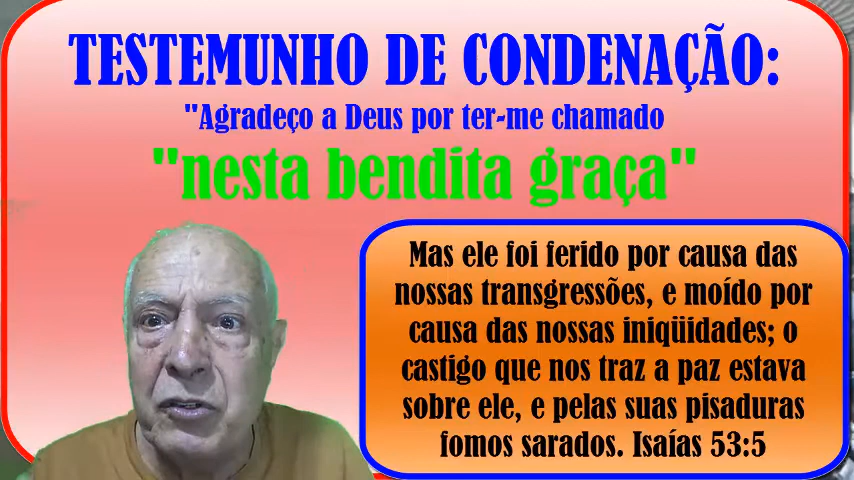 TESTEMUNHO DE CONDENAÇÃO:
"Agradeço a Deus por ter-me chamado
"nesta bendita graça"
Mas ele foi ferido por causa das
nossas transgressões, e moído por
causa das nossas iniqüidades; o
castigo que nos traz a paz estava
sobre ele, e pelas suas pisaduras
fomos sarados. Isaías 53:5